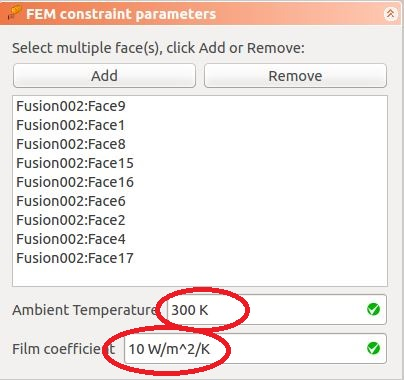 FEM constraint parameters
Select multiple face(s), click Add or Remove:
Add Remove
Fusion002:Face9
Fusion002:Face1
Fusion002:Face8
Fusion002:Face15
Fusion002:Face16
Fusion002:Face6
Fusion002:Face2
Fusion002:Face4
Fusion002:Face17
Ambient Temperature 300 K
Film coefficient 10 W/m^2/K